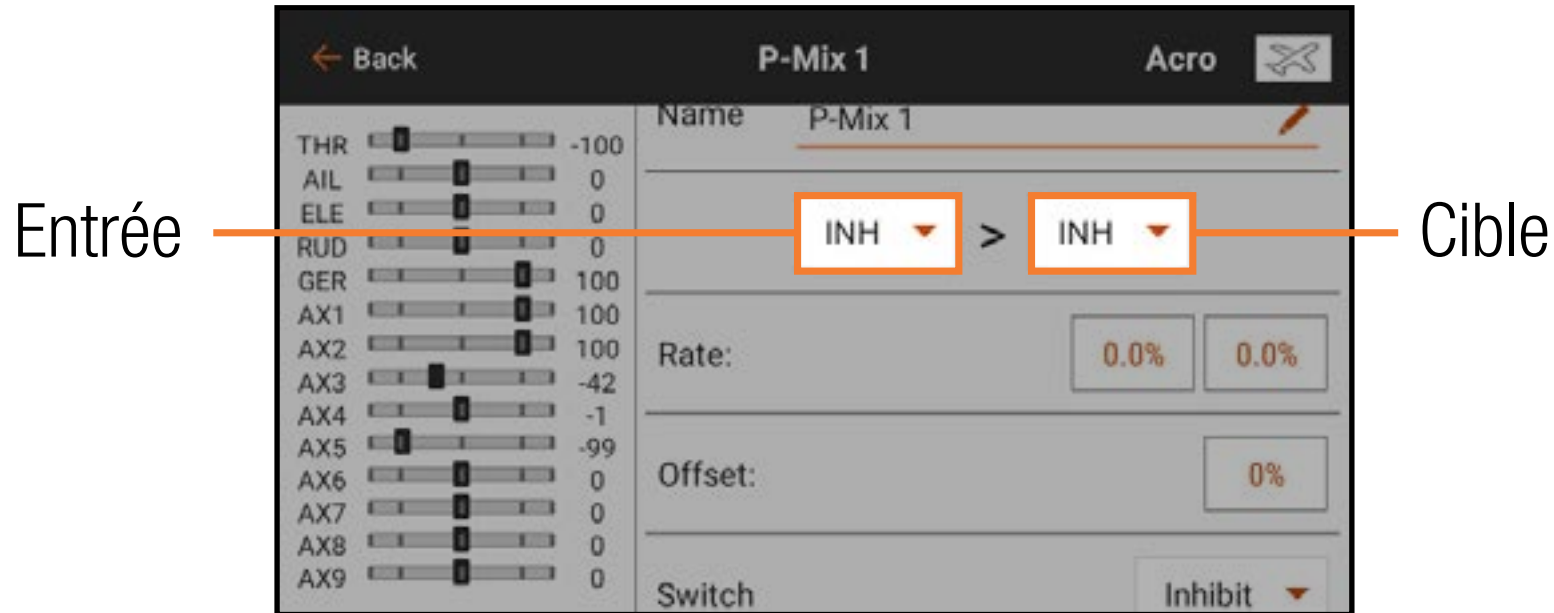 Back P-Mix 1 Acro
Name P-Mix 1
THR -100
AIL 0
ELE 0
RUD 0
GER 100
AX1 100
AX2 100
AX3 -42
AX4 -1
AX5 -99
AX6 0
AX7 0
AX8 0
AX9 0
Entrée
INH > INH
Cible
Rate: 0.0% 0.0%
Offset: 0%
Switch Inhibit